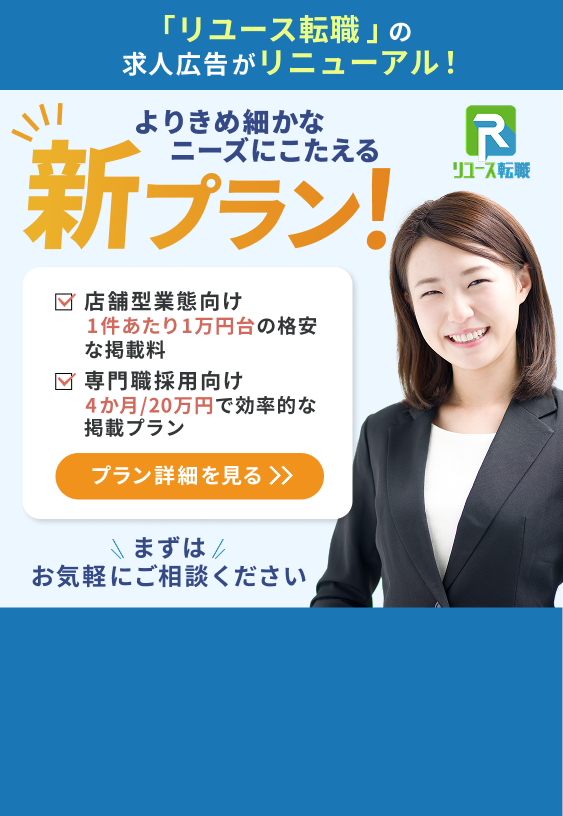 「リユース転職」の
求人広告がリニューアル！
よりきめ細かな
ニーズにこたえる
新プラン！
リユース転職
店舗型業態向け
1件あたり1万円台の格安
な掲載料
専門職採用向け
4か月/20万円で効率的な
掲載プラン
プラン詳細を見る
まずは
お気軽にご相談ください